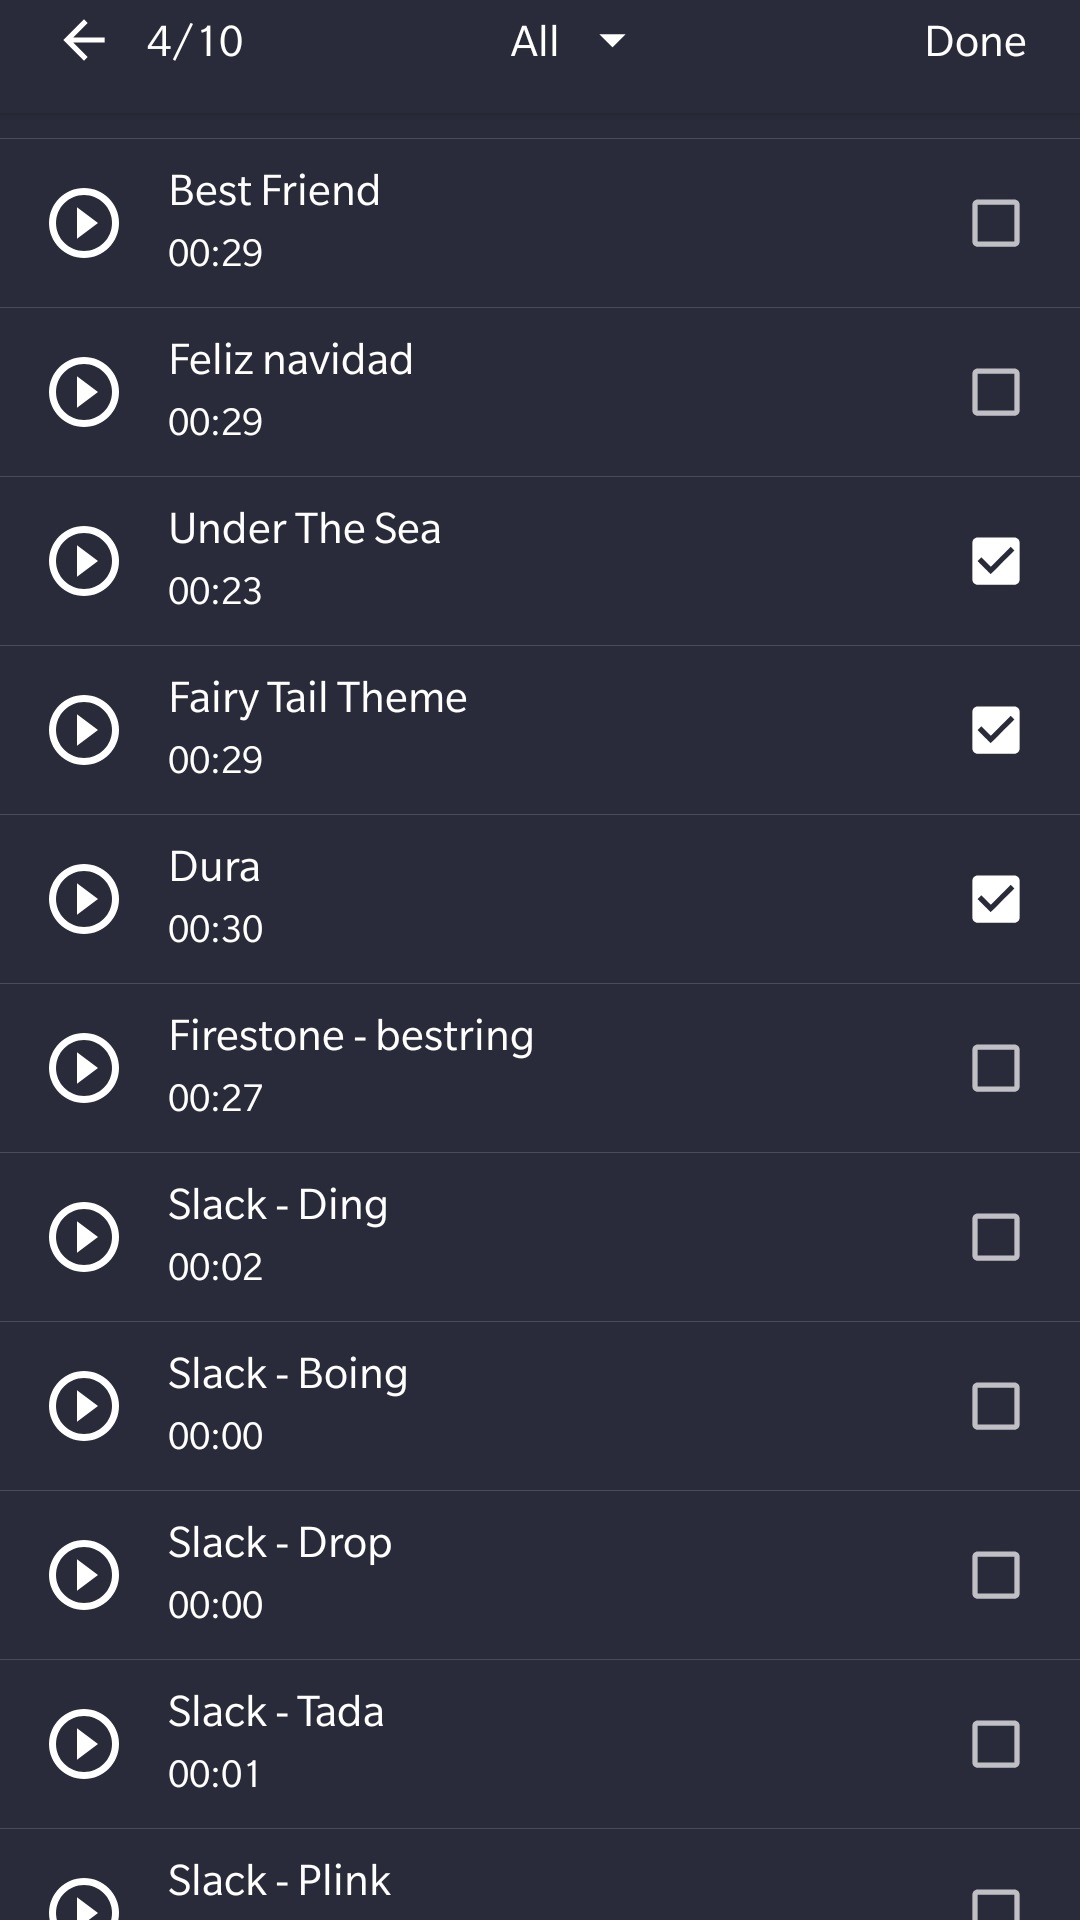 4/10 All Done
Best Friend
00:29
Feliz navidad
00:29
Under The Sea
00:23
Fairy Tail Theme
00:29
Dura
00:30
Firestone - bestring
00:27
Slack - Ding
00:02
Slack - Boing
00:00
Slack - Drop
00:00
Slack - Tada
00:01
Slack - Plink